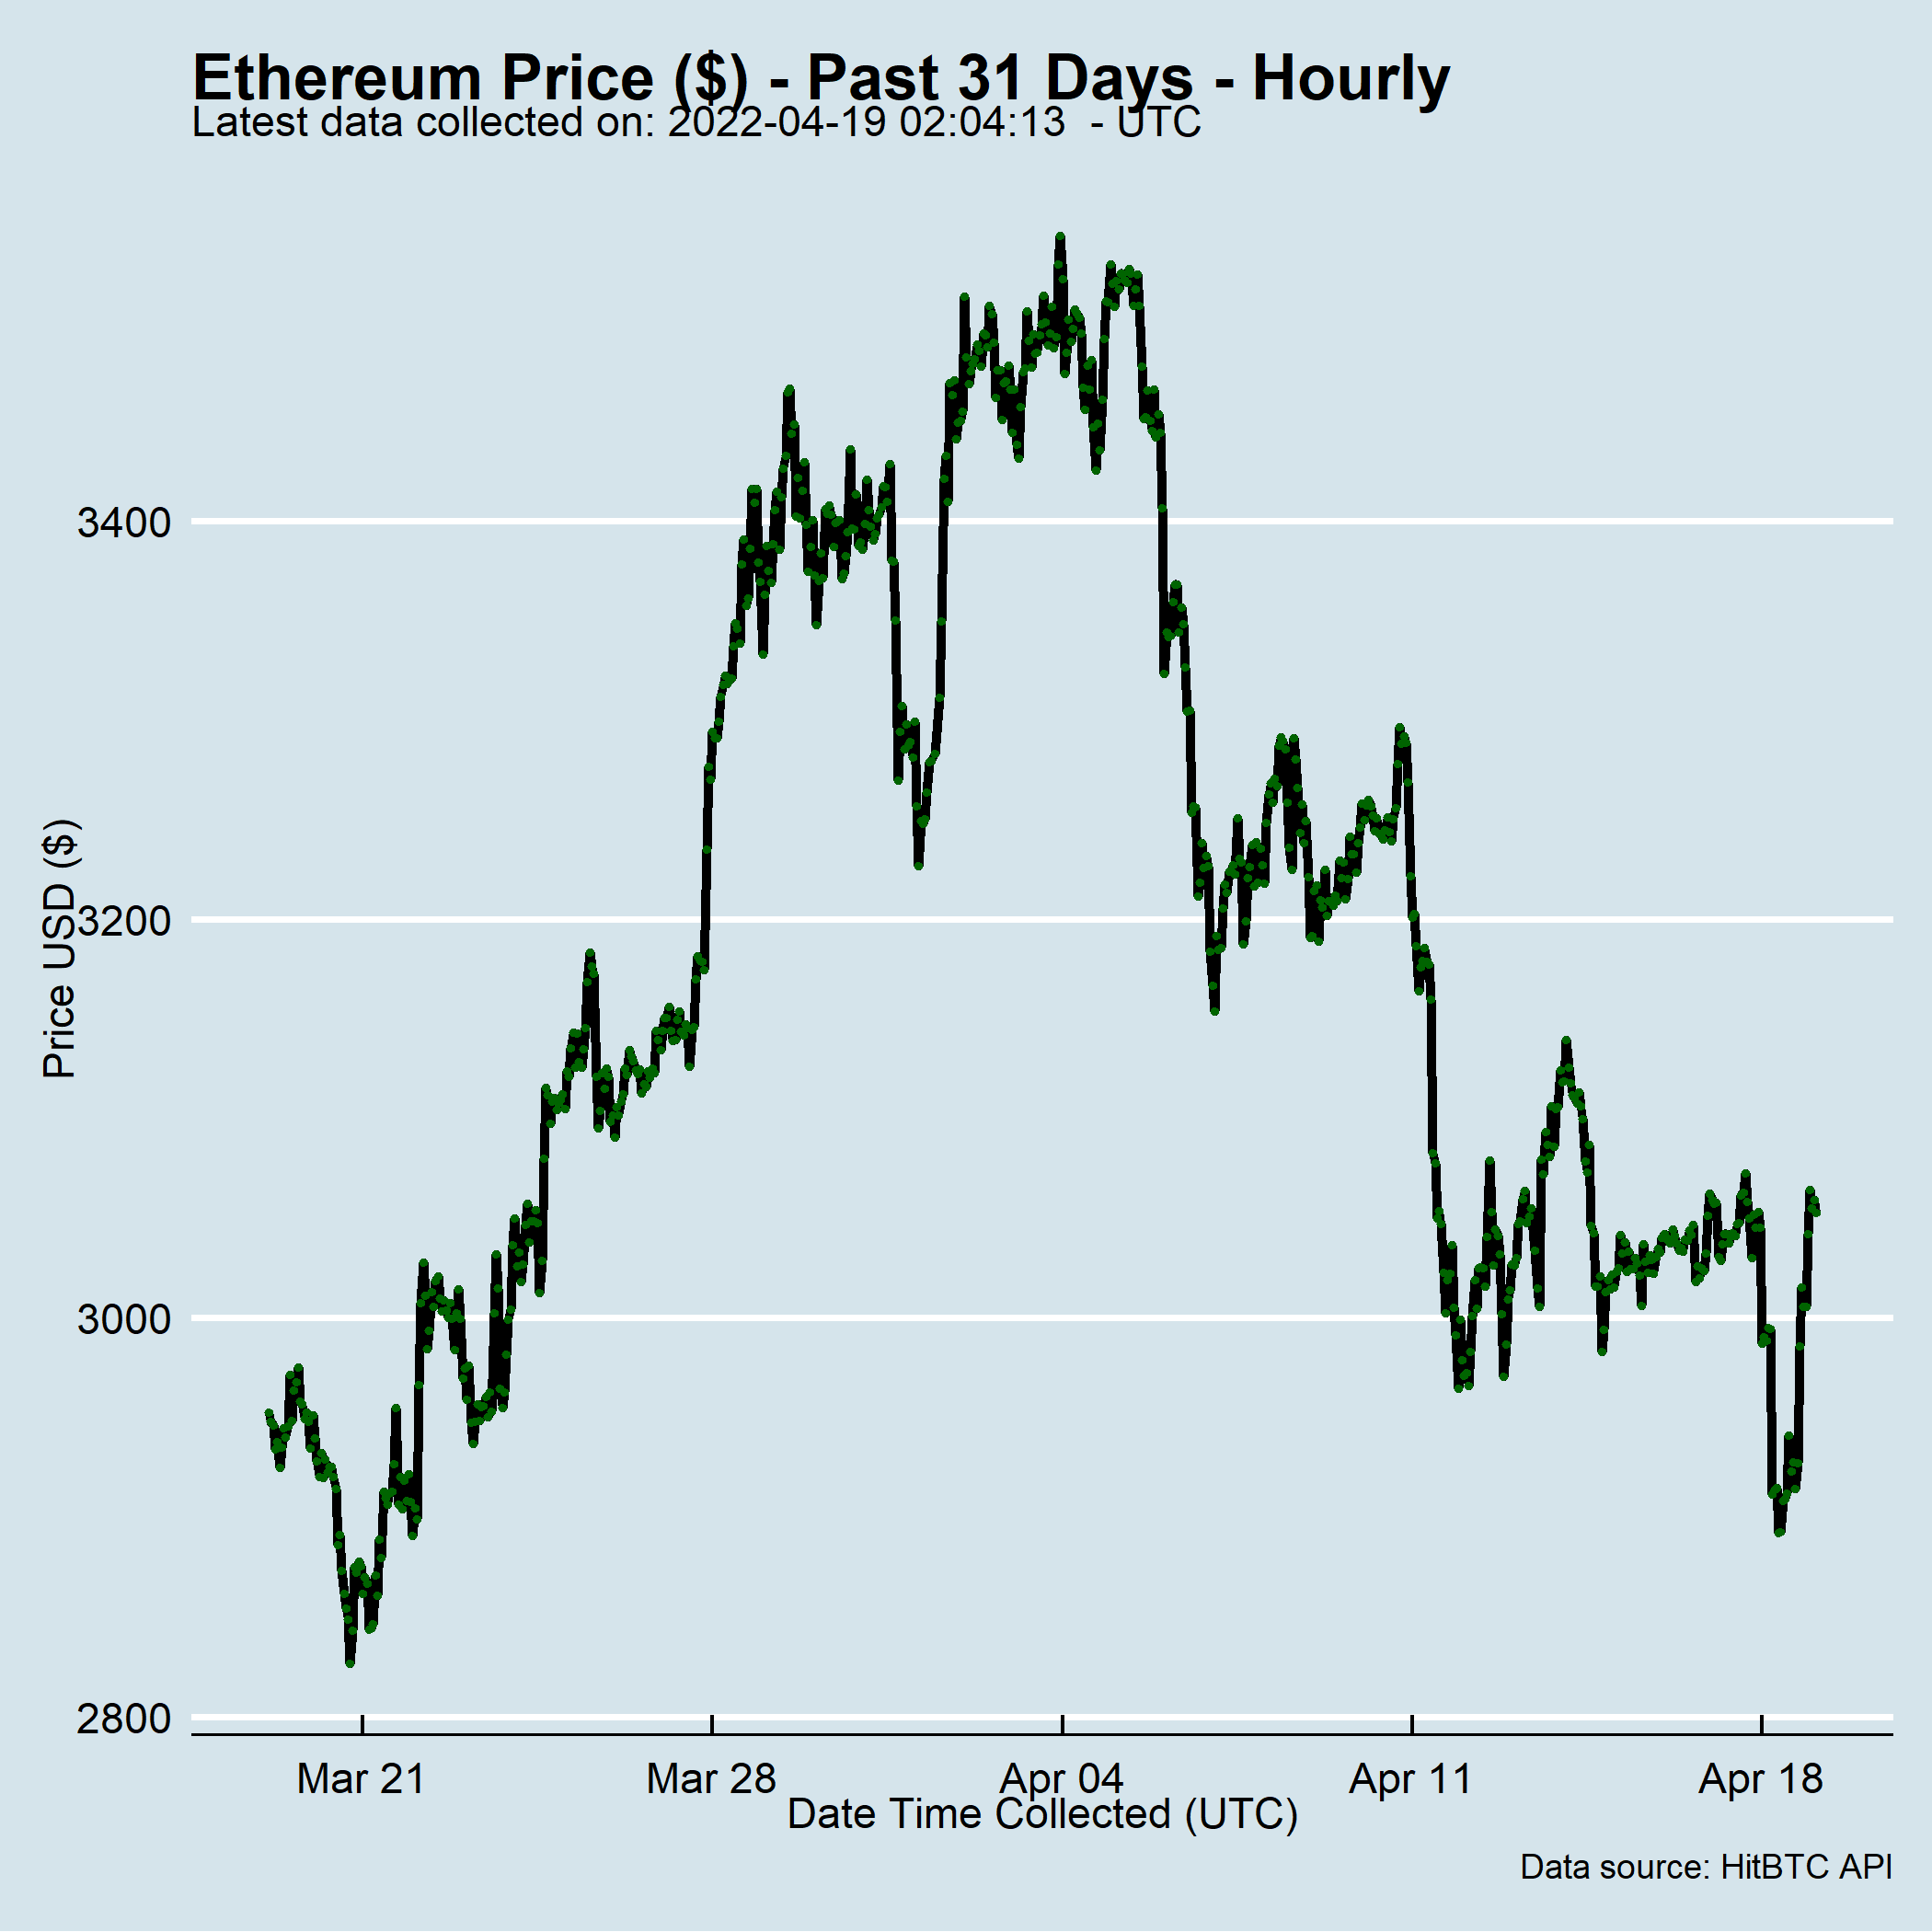 Ethereum Price ($) - Past 31 Days - Hourly
Latest data collected on: 2022-04-19 02:04:13  - UTC
Price USD ($)
3400
3200
3000
2800
Mar 21
Mar 28
Apr 04
Apr 11
Apr 18
Date Time Collected (UTC)
Data source: HitBTC API